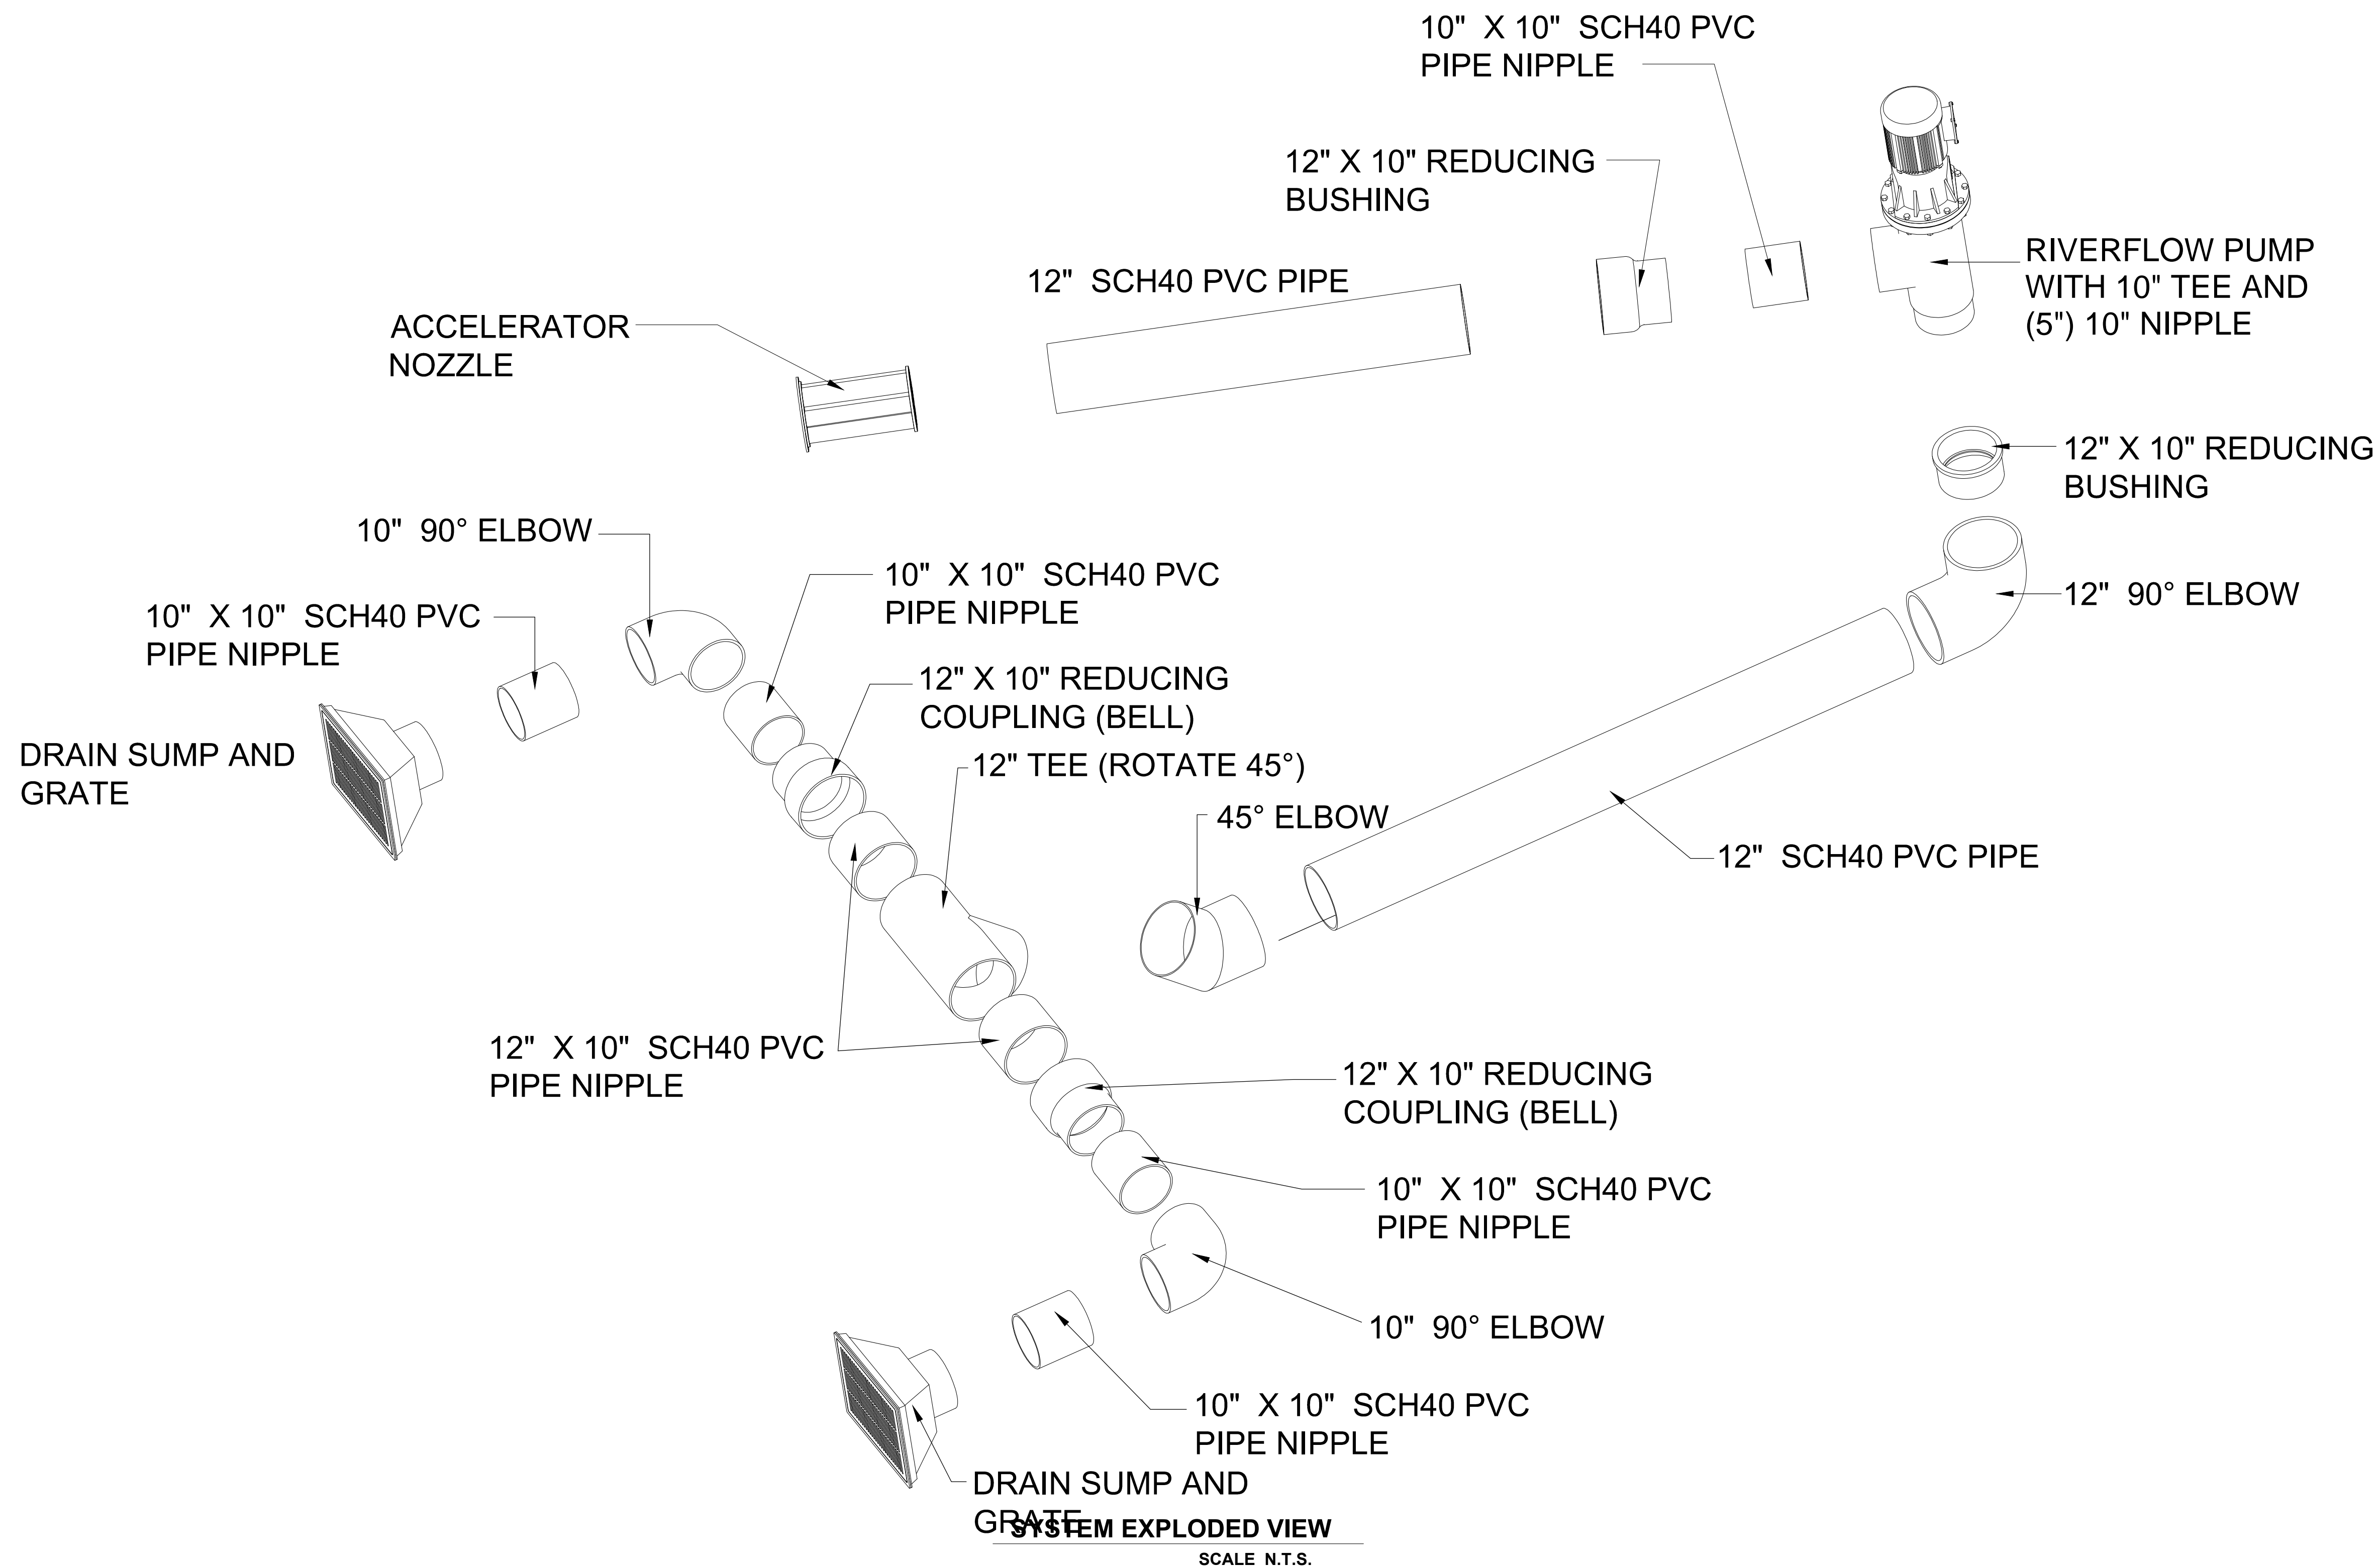 10" X 10" SCH40 PVC
PIPE NIPPLE
12" X 10" REDUCING
BUSHING
RIVERFLOW PUMP
WITH 10" TEE AND
(5") 10" NIPPLE
12" SCH40 PVC PIPE
ACCELERATOR
NOZZLE
12" X 10" REDUCING
BUSHING
10" 90° ELBOW
10" X 10" SCH40 PVC
PIPE NIPPLE
12" 90° ELBOW
10" X 10" SCH40 PVC
PIPE NIPPLE
12" X 10" REDUCING
COUPLING (BELL)
DRAIN SUMP AND
GRATE
12" TEE (ROTATE 45°)
45° ELBOW
12" SCH40 PVC PIPE
12" X 10" SCH40 PVC
PIPE NIPPLE
12" X 10" REDUCING
COUPLING (BELL)
10" X 10" SCH40 PVC
PIPE NIPPLE
10" 90° ELBOW
10" X 10" SCH40 PVC
PIPE NIPPLE
DRAIN SUMP AND
GRATE
SYSTEM EXPLODED VIEW
SCALE N.T.S.